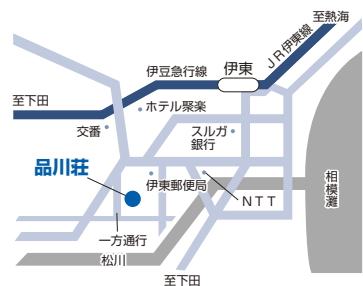 至熱海
JR伊東線
伊東
伊豆急行線
至下田
ホテル聚楽
交番
スルガ
銀行
品川荘
伊東郵便局
NTT
相模灘
一方通行
松川
至下田